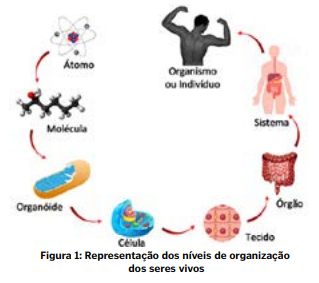 Átomo
Molécula
Organóide
Célula
Tecido
Órgão
Sistema
Organismo
ou Indivíduo
Figura 1: Representação dos níveis de organização
dos seres vivos